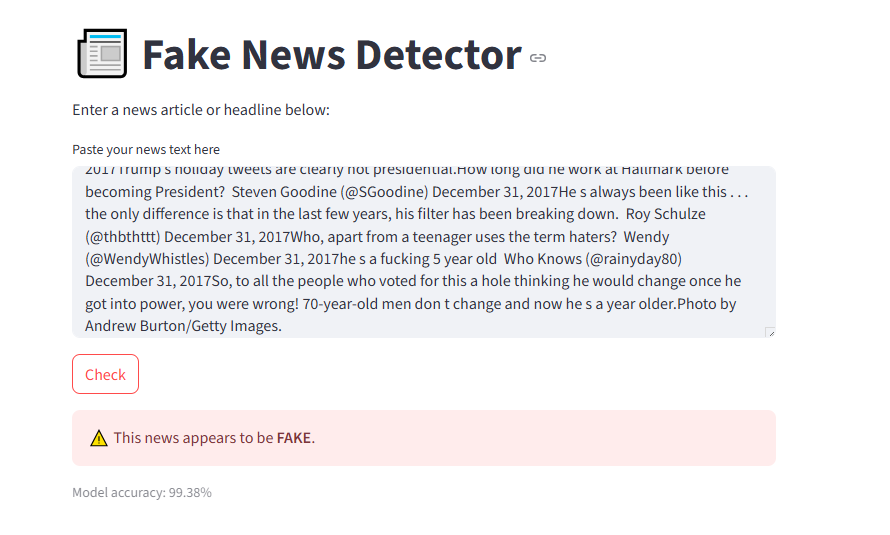 Fake News Detector
Enter a news article or headline below:
Paste your news text here
2017Trump's holiday tweets are clearly not presidential.How long did he work at Hallmark before
becoming President?  Steven Goodine (@SGoodine) December 31, 2017He s always been like this . . .
the only difference is that in the last few years, his filter has been breaking down.  Roy Schulze
(@thbthttt) December 31, 2017Who, apart from a teenager uses the term haters?  Wendy
(@WendyWhistles) December 31, 2017he s a fucking 5 year old  Who Knows (@rainyday80)
December 31, 2017So, to all the people who voted for this a hole thinking he would change once he
got into power, you were wrong! 70-year-old men don t change and now he s a year older.Photo by
Andrew Burton/Getty Images.
Check
This news appears to be FAKE.
Model accuracy: 99.38%